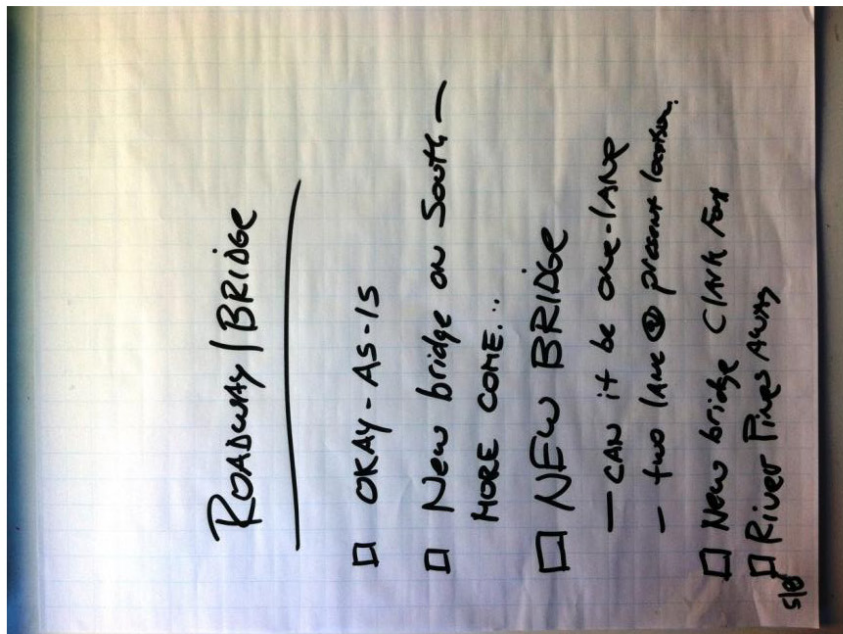 ROADWAY / BRIDGE
OKAY - AS - IS
New bridge on South —
MORE COME...
NEW BRIDGE
— CAN it be one-lane
- two lane @ present location.
New bridge Clark Fork
River Pines Away